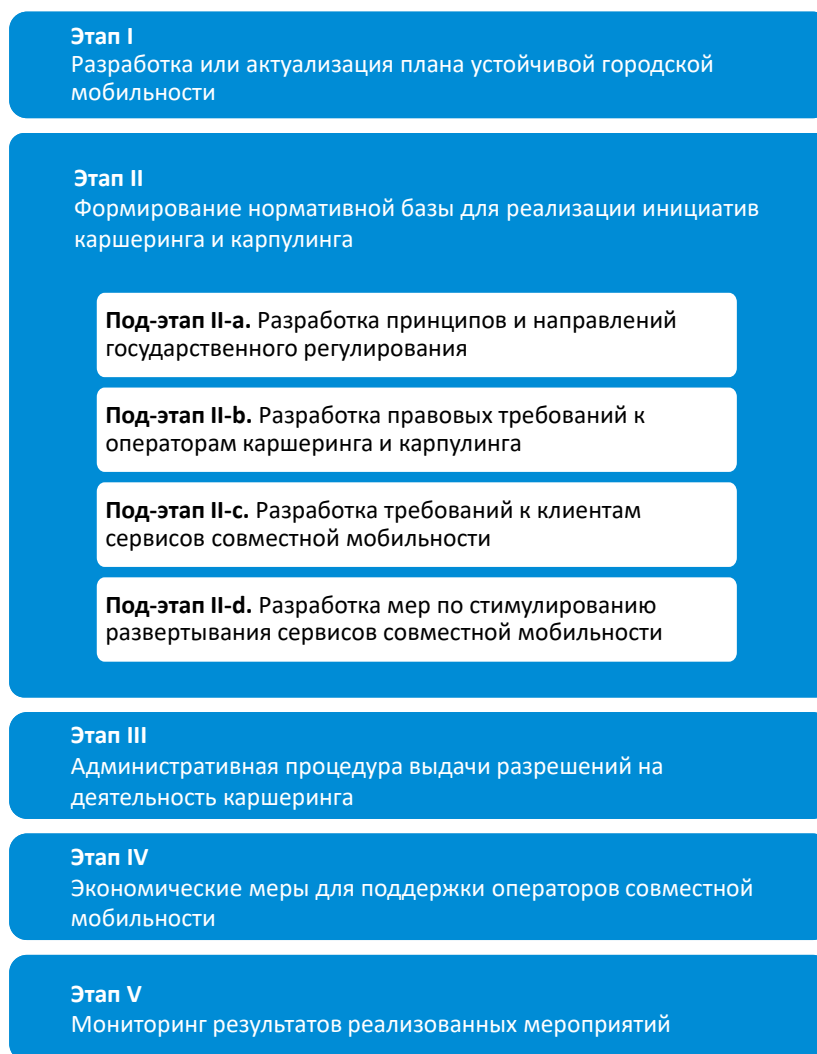 Этап I
Разработка или актуализация плана устойчивой городской
мобильности
Этап II
Формирование нормативной базы для реализации инициатив
каршеринга и карпулинга
Под-этап II-a. Разработка принципов и направлений
государственного регулирования
Под-этап II-b. Разработка правовых требований к
операторам каршеринга и карпулинга
Под-этап II-c. Разработка требований к клиентам
сервисов совместной мобильности
Под-этап II-d. Разработка мер по стимулированию
развертывания сервисов совместной мобильности
Этап III
Административная процедура выдачи разрешений на
деятельность каршеринга
Этап IV
Экономические меры для поддержки операторов совместной
мобильности
Этап V
Мониторинг результатов реализованных мероприятий